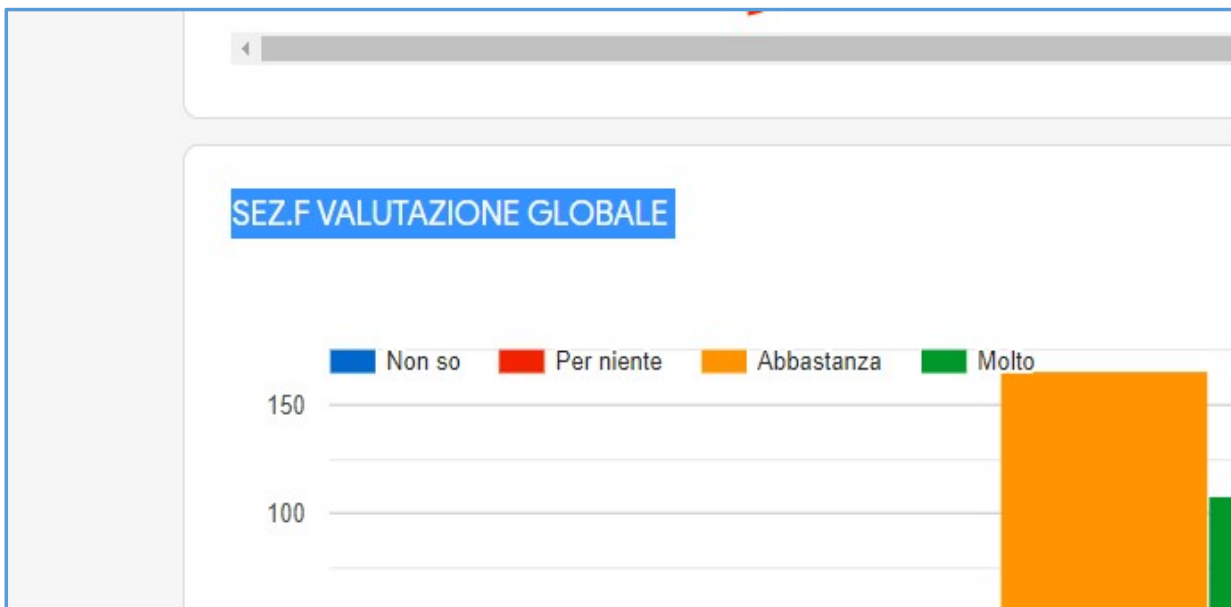 SEZ.F VALUTAZIONE GLOBALE
Non so Per niente Abbastanza Molto
150
100